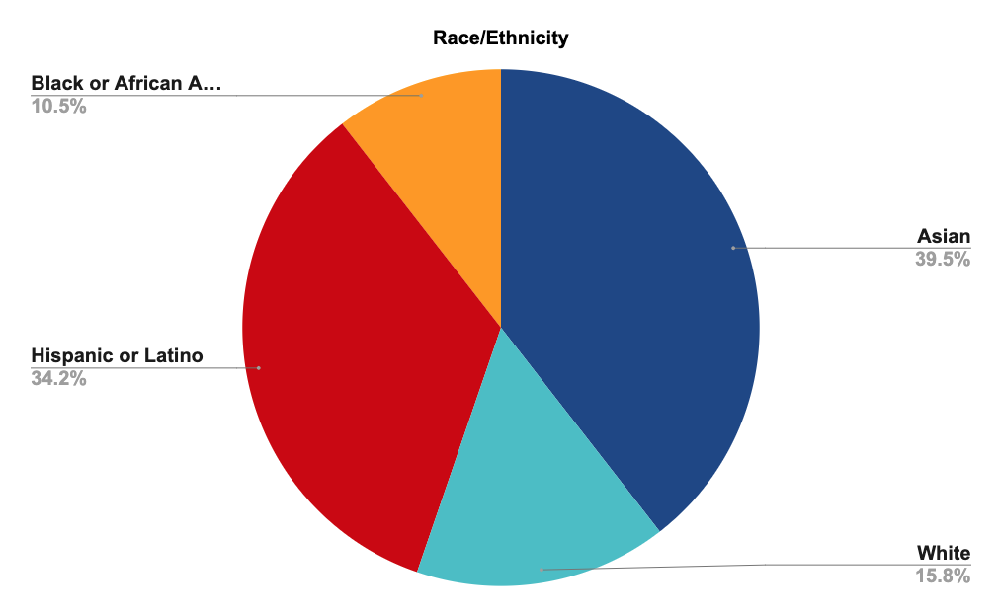 Race/Ethnicity
Black or African A…
10.5%
Asian
39.5%
Hispanic or Latino
34.2%
White
15.8%